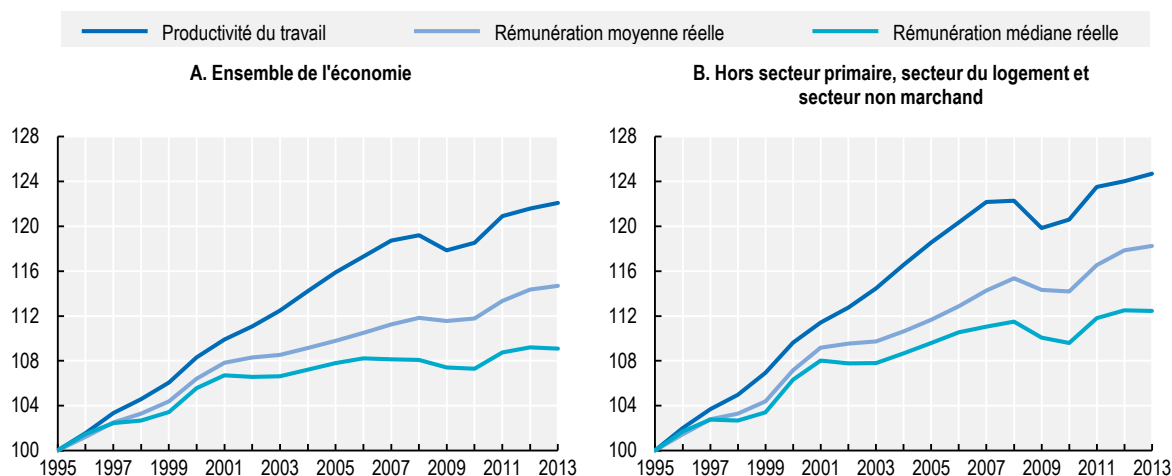 Productivité du travail
Rémunération moyenne réelle
Rémunération médiane réelle
A. Ensemble de l'économie
128
124
120
116
112
108
104
100
1995 1997 1999 2001 2003 2005 2007 2009 2011 2013
B. Hors secteur primaire, secteur du logement et
secteur non marchand
128
124
120
116
112
108
104
100
1995 1997 1999 2001 2003 2005 2007 2009 2011 2013